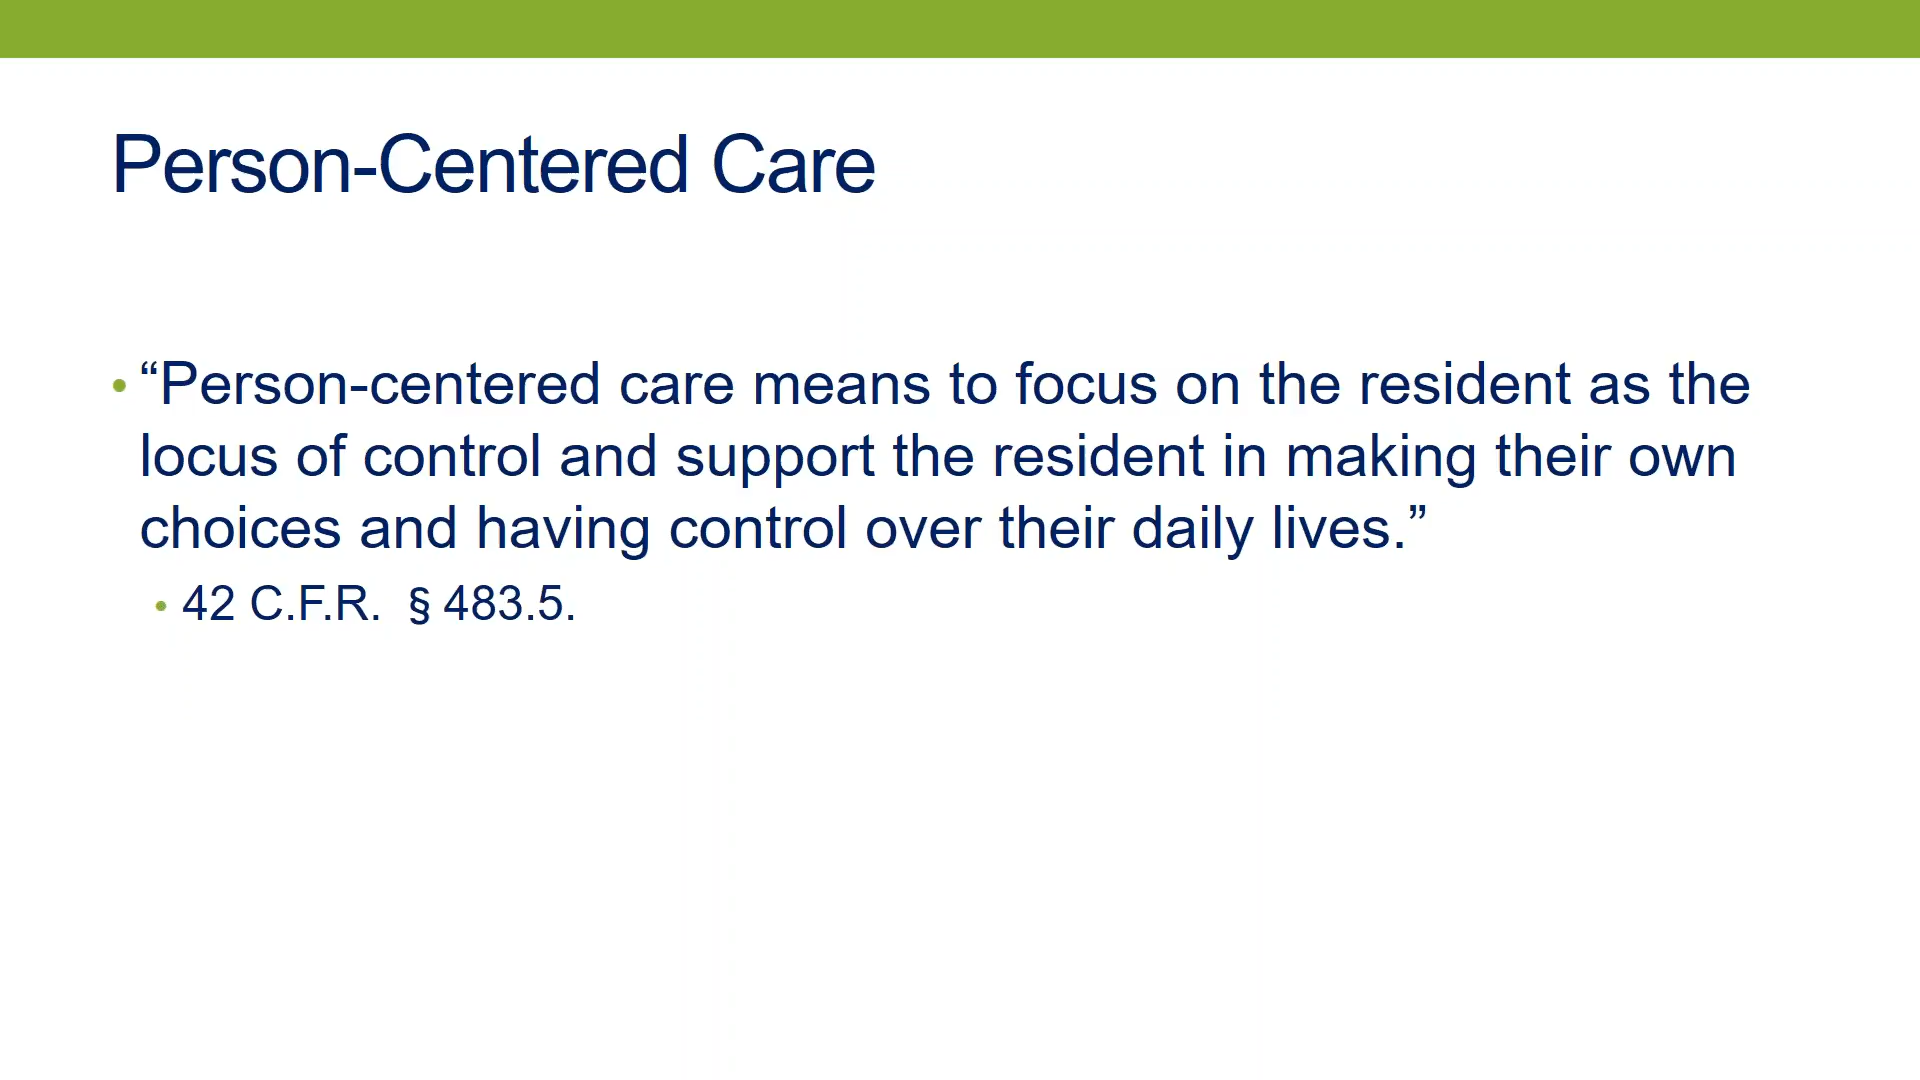 Person-Centered Care
• “Person-centered care means to focus on the resident as the
locus of control and support the resident in making their own
choices and having control over their daily lives.”
• 42 C.F.R.  § 483.5.